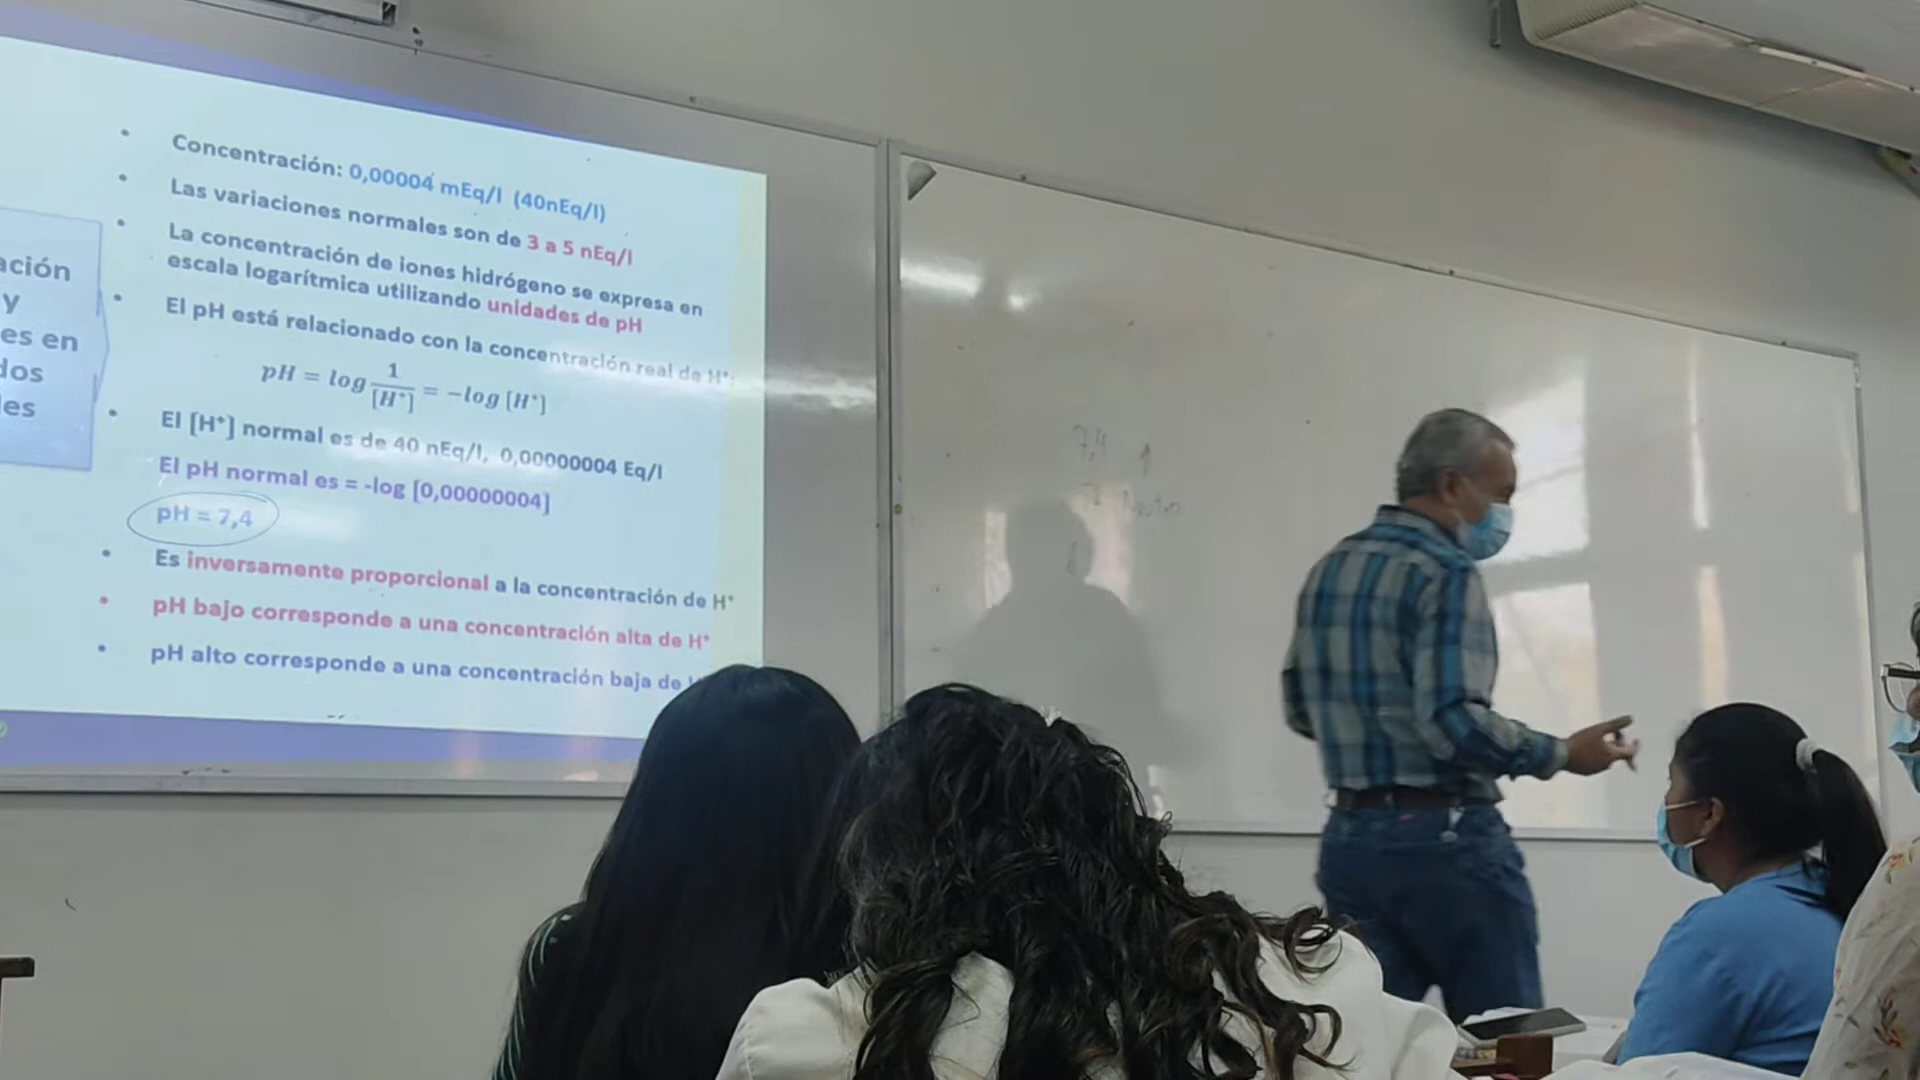 ación
y
es en
dos
es
Concentración: 0,00004 mEq/l (40nEq/l)
Las variaciones normales son de 3 a 5 nEq/l
La concentración de iones hidrógeno se expresa en
escala logarítmica utilizando unidades de pH
El pH está relacionado con la concentración real de H⁺:
pH = log 1/[H⁺] = -log [H⁺]
El [H⁺] normal es de 40 nEq/l, 0,00000004 Eq/l
El pH normal es = -log [0,00000004]
pH = 7,4
Es inversamente proporcional a la concentración de H⁺
pH bajo corresponde a una concentración alta de H⁺
pH alto corresponde a una concentración baja de
7,4
Neutro